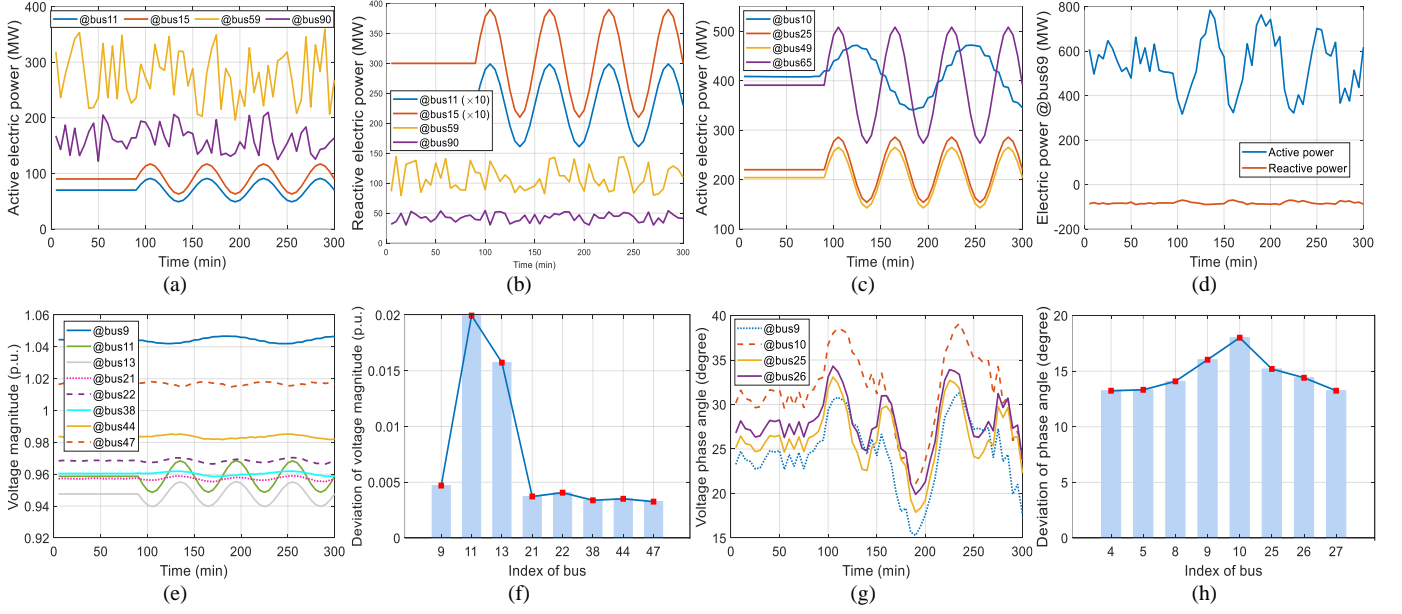 Active electric power (MW)
400
300
200
100
0
@bus11 @bus15 @bus59 @bus90
0 50 100 150 200 250 300
Time (min)
(a)
Reactive electric power (MW)
400
350
300
250
200
150
100
50
0
@bus11 (×10)
@bus15 (×10)
@bus59
@bus90
0 50 100 150 200 250 300
Time (min)
(b)
Active electric power (MW)
500
400
300
200
100
@bus10
@bus25
@bus49
@bus65
0 50 100 150 200 250 300
Time (min)
(c)
Electric power @bus69 (MW)
800
600
400
200
0
-200
Active power
Reactive power
0 50 100 150 200 250 300
Time (min)
(d)
Voltage magnitude (p.u.)
1.06
1.04
1.02
1
0.98
0.96
0.94
0.92
@bus9
@bus11
@bus13
@bus21
@bus22
@bus38
@bus44
@bus47
0 50 100 150 200 250 300
Time (min)
(e)
Deviation of voltage magnitude (p.u.)
0.02
0.015
0.01
0.005
0
9 11 13 21 22 38 44 47
Index of bus
(f)
Voltage phase angle (degree)
40
35
30
25
20
15
@bus9
@bus10
@bus25
@bus26
0 50 100 150 200 250 300
Time (min)
(g)
Deviation of phase angle (degree)
20
15
10
5
0
4 5 8 9 10 25 26 27
Index of bus
(h)